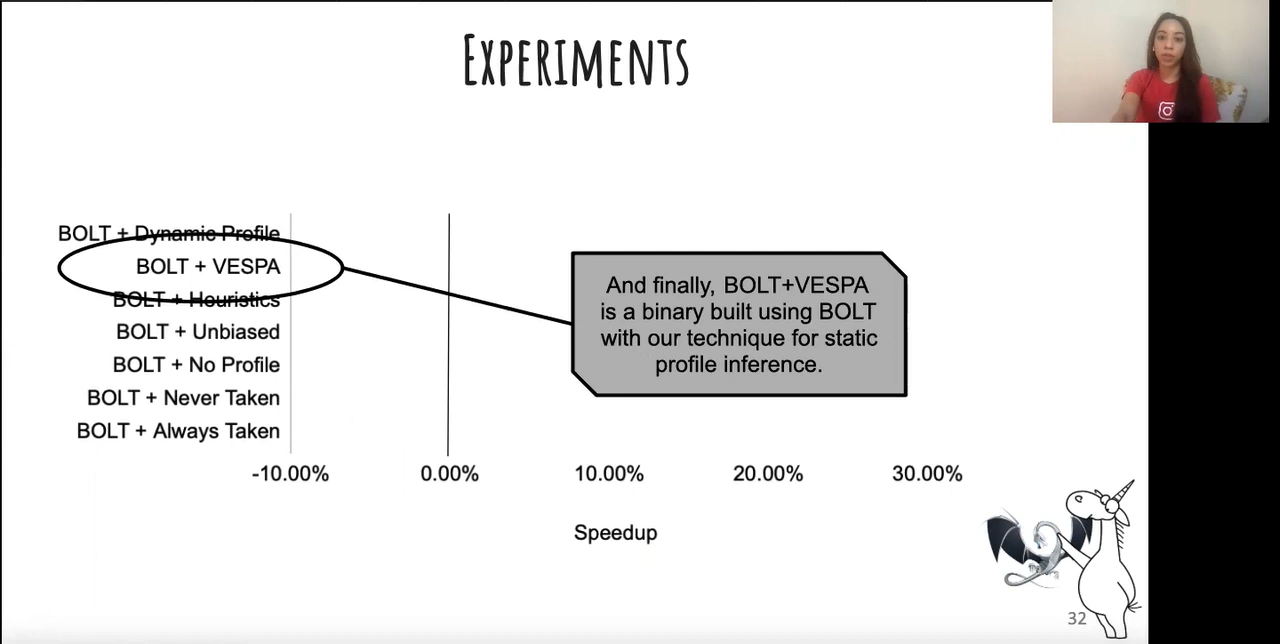 EXPERIMENTS
BOLT + Dynamic Profile
BOLT + VESPA
BOLT + Heuristics
BOLT + Unbiased
BOLT + No Profile
BOLT + Never Taken
BOLT + Always Taken
And finally, BOLT+VESPA
is a binary built using BOLT
with our technique for static
profile inference.
-10.00% 0.00% 10.00% 20.00% 30.00%
Speedup
32